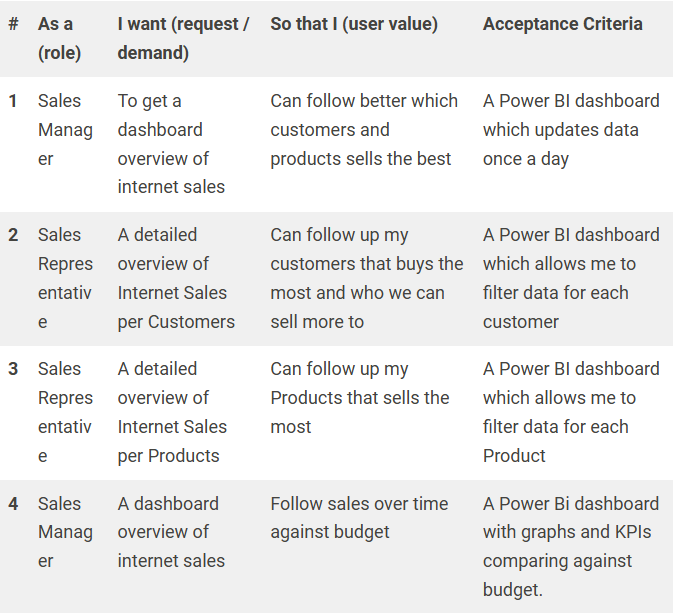 # As a (role) I want (request / demand) So that I (user value) Acceptance Criteria
1 Sales Manager To get a dashboard overview of internet sales Can follow better which customers and products sells the best A Power BI dashboard which updates data once a day
2 Sales Representative A detailed overview of Internet Sales per Customers Can follow up my customers that buys the most and who we can sell more to A Power BI dashboard which allows me to filter data for each customer
3 Sales Representative A detailed overview of Internet Sales per Products Can follow up my Products that sells the most A Power BI dashboard which allows me to filter data for each Product
4 Sales Manager A dashboard overview of internet sales Follow sales over time against budget A Power Bi dashboard with graphs and KPIs comparing against budget.